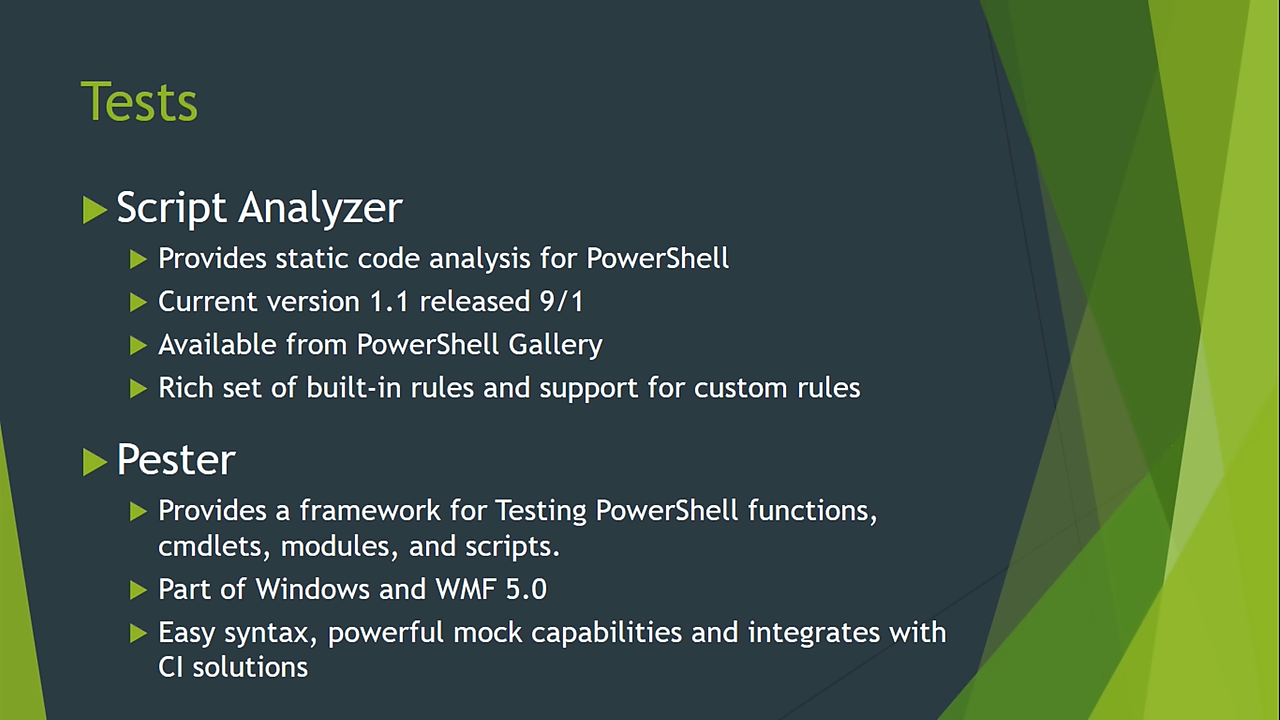 Tests
Script Analyzer
Provides static code analysis for PowerShell
Current version 1.1 released 9/1
Available from PowerShell Gallery
Rich set of built-in rules and support for custom rules
Pester
Provides a framework for Testing PowerShell functions,
cmdlets, modules, and scripts.
Part of Windows and WMF 5.0
Easy syntax, powerful mock capabilities and integrates with
CI solutions